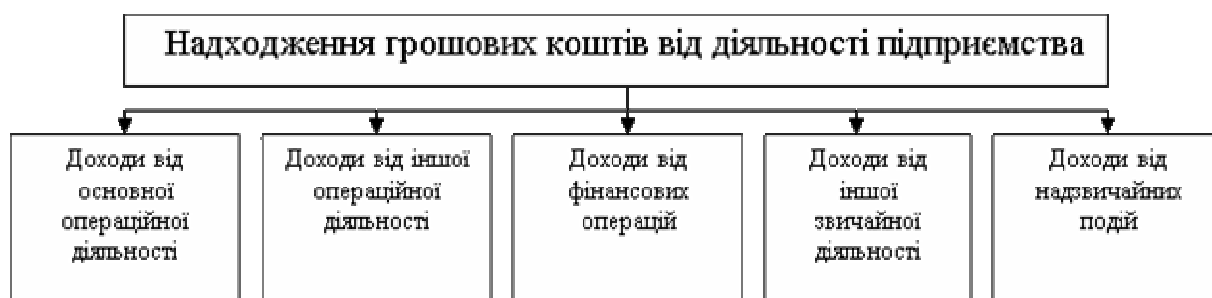 Надходження грошових коштів від діяльності підприємства
Доходи від
основної
операційної
діяльності
Доходи від іншої
операційної
діяльності
Доходи від
фінансових
операцій
Доходи від
іншої
звичайної
діяльності
Доходи від
надзвичайних
подій